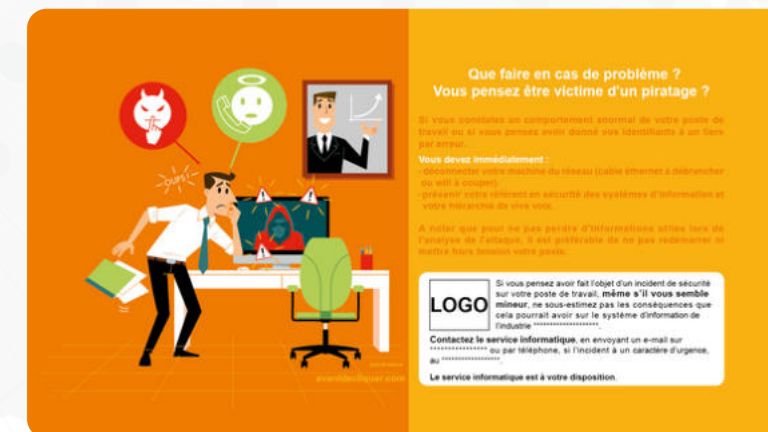 oups!
avantdecliquer.com
Que faire en cas de problème ?
Vous pensez être victime d'un piratage ?
Si vous constatez un comportement anormal de votre poste de
travail ou si vous pensez avoir donné vos identifiants à un tiers
par erreur.
Vous devez immédiatement :
- déconnecter votre machine du réseau (câble éthernet à débrancher
ou wifi à couper)
- prévenir votre référent en sécurité des systèmes d'information et
votre hiérarchie de vive voix.
A noter que pour ne pas perdre d'informations utiles lors de
l'analyse de l'attaque, il est préférable de ne pas redémarrer ni
mettre hors tension votre poste.
LOGO
Si vous pensez avoir fait l'objet d'un incident de sécurité
sur votre poste de travail, même s'il vous semble
mineur, ne sous-estimez pas les conséquences que
cela pourrait avoir sur le système d'information de
l'industrie ********************.
Contactez le service informatique, en envoyant un e-mail sur
***************** ou par téléphone, si l'incident à un caractère d'urgence,
au *****************.
Le service informatique est à votre disposition.